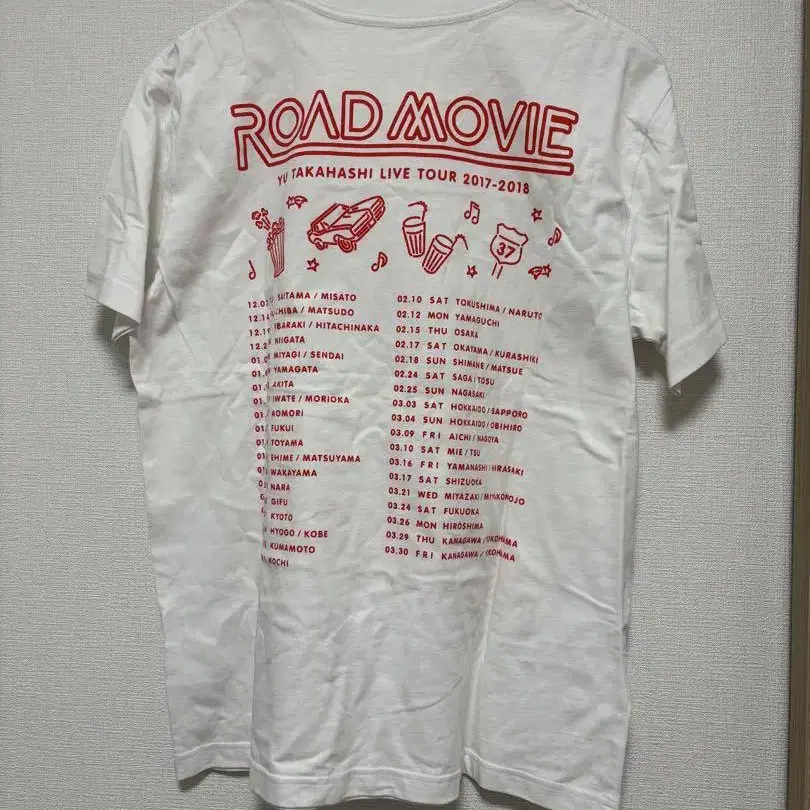 ROAD MOVIE
YU TAKAHASHI LIVE TOUR 2017-2018
37
SAITAMA / MISATO
CHIBA / MATSUDO
IBARAKI / HITACHINAKA
NIIGATA
MIYAGI / SENDAI
YAMAGATA
AKITA
IWATE / MORIOKA
AOMORI
FUKUI
TOYAMA
EHIME / MATSUYAMA
WAKAYAMA
NARA
GIFU
KYOTO
HYOGO / KOBE
KUMAMOTO
KOCHI
02.10 SAT TOKUSHIMA / NARUTO
02.12 MON YAMAGUCHI
02.15 THU OSAKA
02.17 SAT OKAYAMA / KURASHIKI
02.18 SUN SHIMANE / MATSUE
02.24 SAT SAGA / TOSU
02.25 SUN NAGASAKI
03.03 SAT HOKKAIDO / SAPPORO
03.04 SUN HOKKAIDO / OBIHIRO
03.09 FRI AICHI / NAGOYA
03.10 SAT MIE / TSU
03.16 FRI YAMANASHI / NIRASAKI
03.17 SAT SHIZUOKA
03.21 WED MIYAZAKI / MIYAKONOJO
03.24 SAT FUKUOKA
03.26 MON HIROSHIMA
03.29 THU KANAGAWA / YOKOHAMA
03.30 FRI KANAGAWA / YOKOHAMA